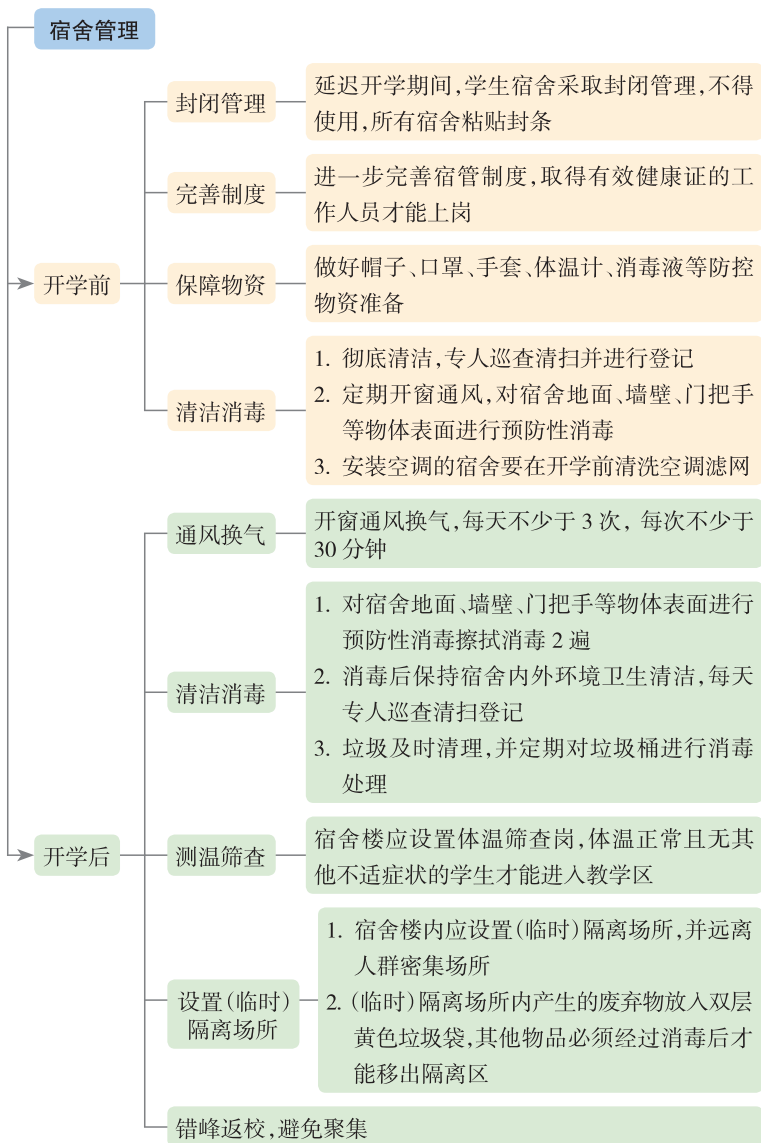 宿舍管理
开学前
封闭管理
延迟开学期间,学生宿舍采取封闭管理,不得
使用,所有宿舍粘贴封条
完善制度
进一步完善宿管制度,取得有效健康证的工
作人员才能上岗
保障物资
做好帽子、口罩、手套、体温计、消毒液等防控
物资准备
清洁消毒
1. 彻底清洁,专人巡查清扫并进行登记
2. 定期开窗通风,对宿舍地面、墙壁、门把手
等物体表面进行预防性消毒
3. 安装空调的宿舍要在开学前清洗空调滤网
开学后
通风换气
开窗通风换气,每天不少于 3 次, 每次不少于
30 分钟
清洁消毒
1. 对宿舍地面、墙壁、门把手等物体表面进行
预防性消毒擦拭消毒 2 遍
2. 消毒后保持宿舍内外环境卫生清洁,每天
专人巡查清扫登记
3. 垃圾及时清理,并定期对垃圾桶进行消毒
处理
测温筛查
宿舍楼应设置体温筛查岗,体温正常且无其
他不适症状的学生才能进入教学区
设置(临时)
隔离场所
1. 宿舍楼内应设置(临时)隔离场所,并远离
人群密集场所
2. (临时)隔离场所内产生的废弃物放入双层
黄色垃圾袋,其他物品必须经过消毒后才
能移出隔离区
错峰返校,避免聚集